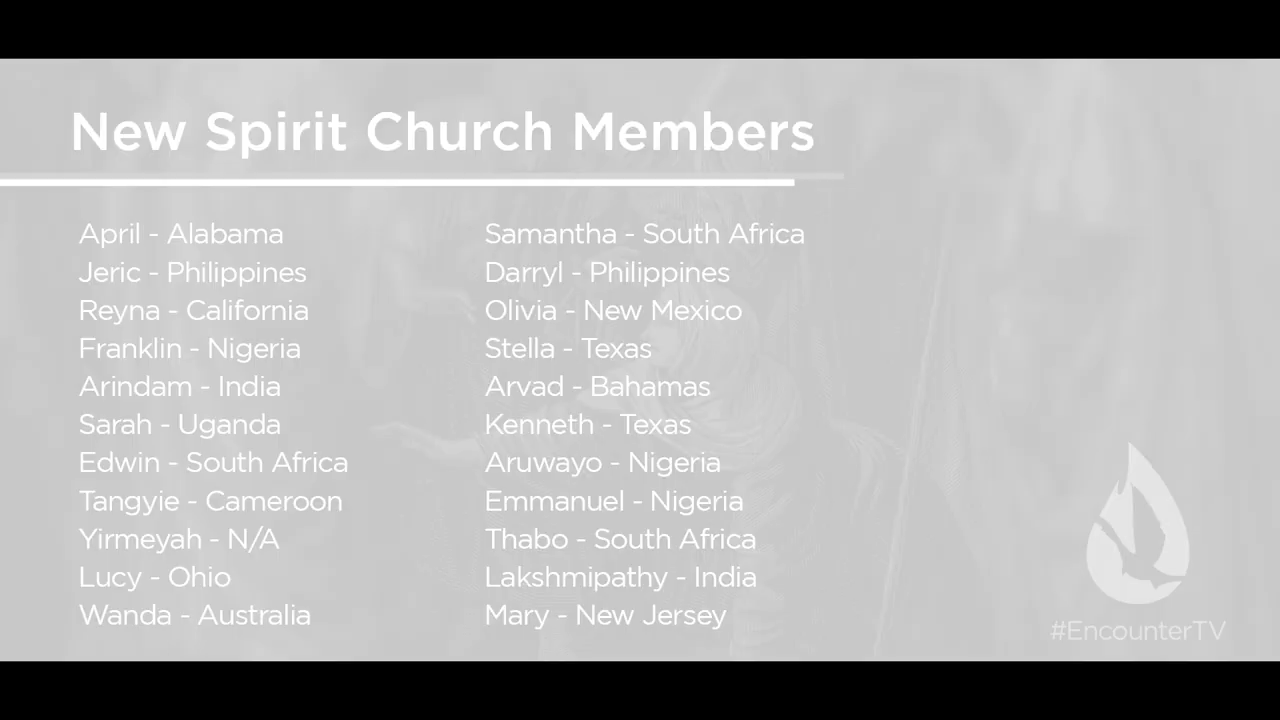 New Spirit Church Members
April - Alabama
Jeric - Philippines
Reyna - California
Franklin - Nigeria
Arindam - India
Sarah - Uganda
Edwin - South Africa
Tangyie - Cameroon
Yirmeyah - N/A
Lucy - Ohio
Wanda - Australia
Samantha - South Africa
Darryl - Philippines
Olivia - New Mexico
Stella - Texas
Arvad - Bahamas
Kenneth - Texas
Aruwayo - Nigeria
Emmanuel - Nigeria
Thabo - South Africa
Lakshmipathy - India
Mary - New Jersey
#EncounterTV